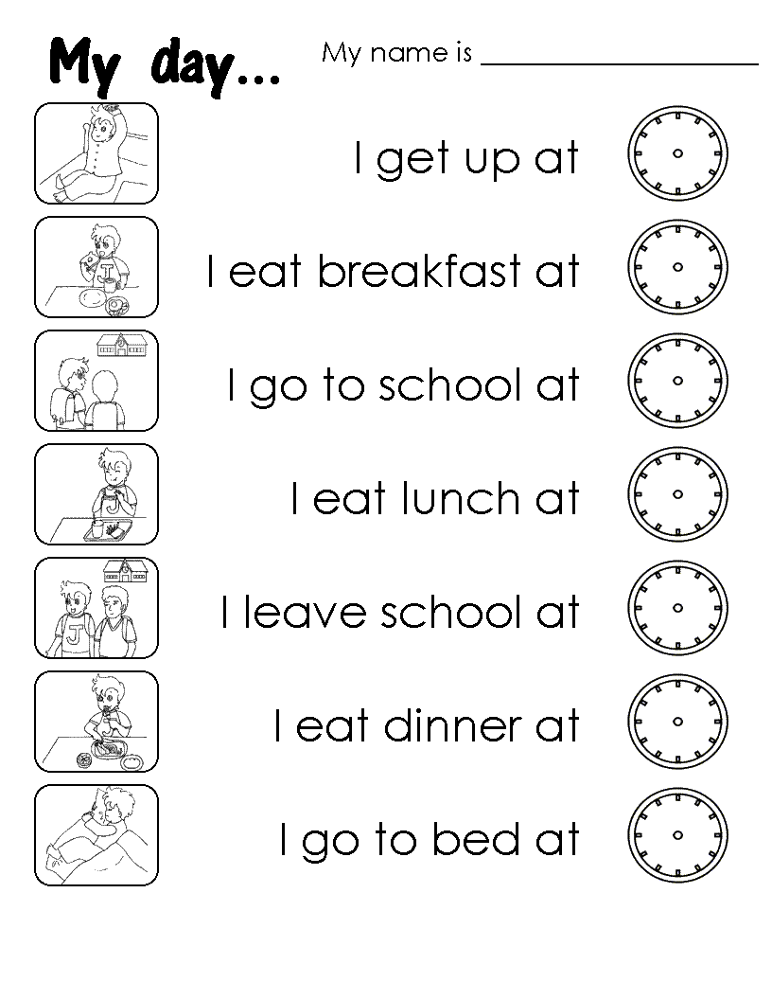 My day...
My name is ____________________
I get up at
I eat breakfast at
J
I go to school at
I eat lunch at
J
I leave school at
J
I eat dinner at
J
I go to bed at